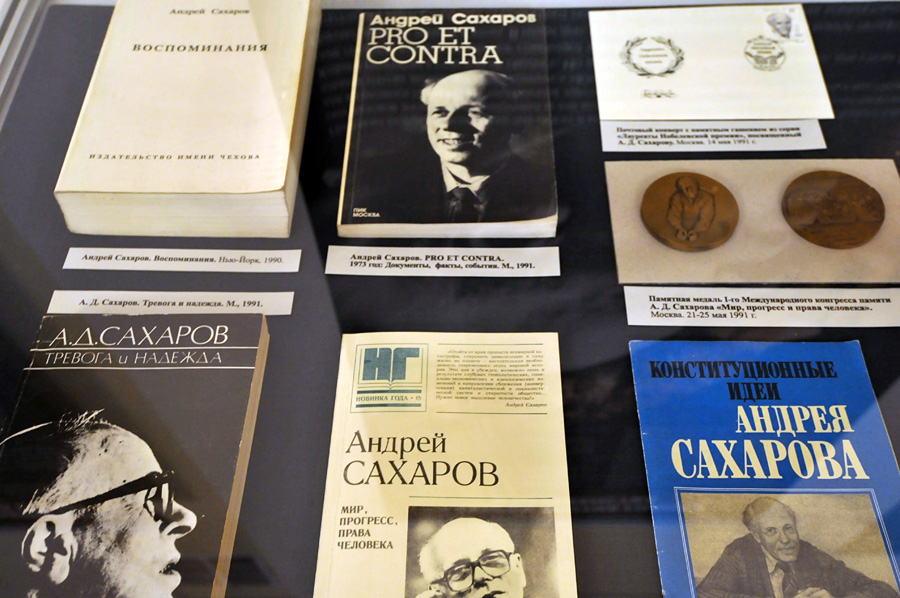 Андрей Сахаров
ВОСПОМИНАНИЯ
ИЗДАТЕЛЬСТВО ИМЕНИ ЧЕХОВА
Андрей Сахаров. Воспоминания. Нью-Йорк, 1990.
Андрей Сахаров
PRO ET
CONTRA
ПИК
МОСКВА
Андрей Сахаров. PRO ET CONTRA.
1973 год: Документы, факты, события. М., 1991.
Почтовый конверт с памятным гашением из серии
«Лауреаты Нобелевской премии», посвященный
А. Д. Сахарову. Москва. 14 мая 1991 г.
Памятная медаль I-го Международного конгресса памяти
А. Д. Сахарова «Мир, прогресс и права человека».
Москва. 21-25 мая 1991 г.
А. Д. Сахаров. Тревога и надежда. М., 1991.
А.Д.САХАРОВ
ТРЕВОГА и НАДЕЖДА
НГ
НОВИНКА ГОДА
Андрей Сахаров
Андрей
САХАРОВ
МИР,
ПРОГРЕСС,
ПРАВА
ЧЕЛОВЕКА
КОНСТИТУЦИОННЫЕ
ИДЕИ
АНДРЕЯ
САХАРОВА